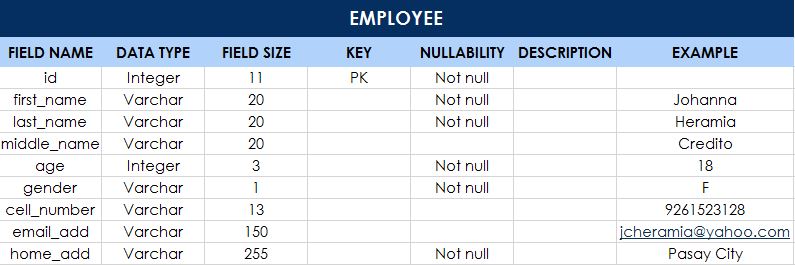 EMPLOYEE
FIELD NAME DATA TYPE FIELD SIZE KEY NULLABILITY DESCRIPTION EXAMPLE
id Integer 11 PK Not null
first_name Varchar 20 Not null Johanna
last_name Varchar 20 Not null Heramia
middle_name Varchar 20 Credito
age Integer 3 Not null 18
gender Varchar 1 Not null F
cell_number Varchar 13 9261523128
email_add Varchar 150 jcheramia@yahoo.com
home_add Varchar 255 Not null Pasay City